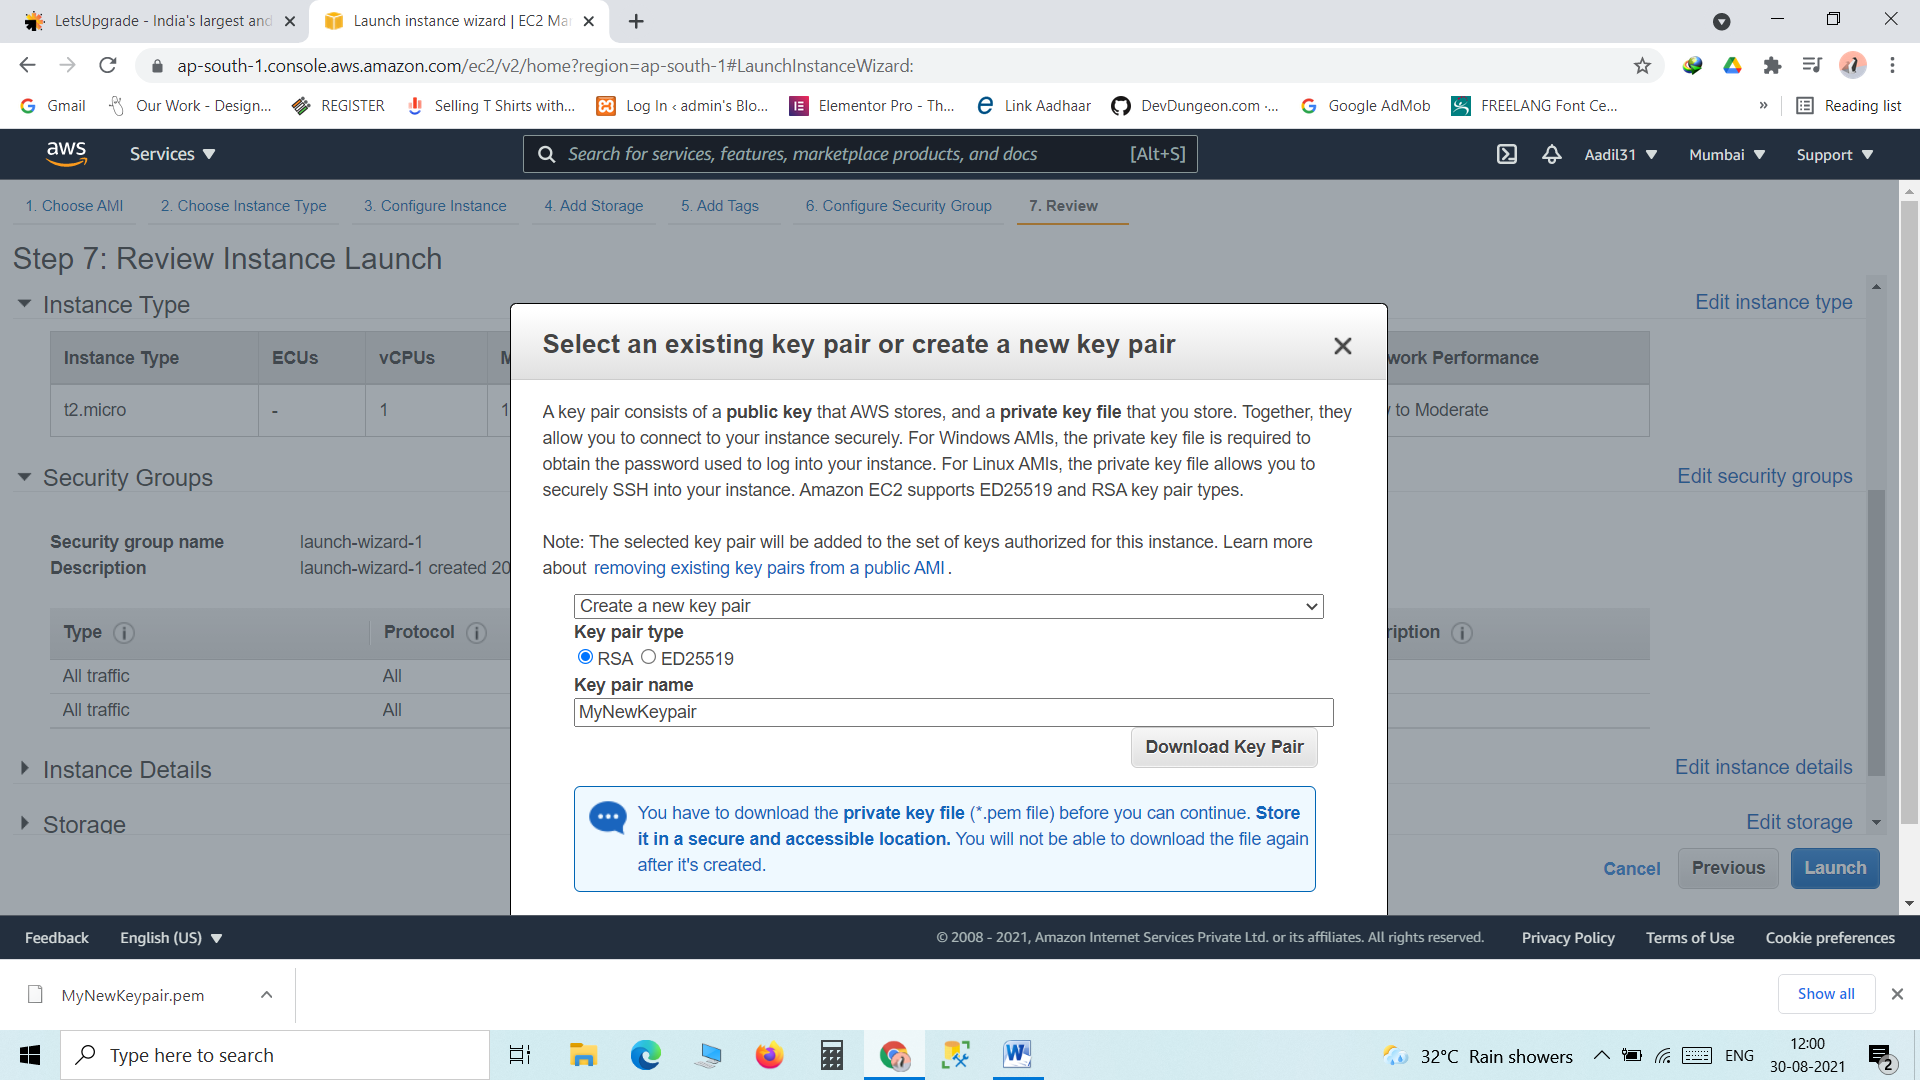 LetsUpgrade - India's largest and
Launch instance wizard | EC2 Ma
ap-south-1.console.aws.amazon.com/ec2/v2/home?region=ap-south-1#LaunchInstanceWizard:
Gmail
Our Work - Design...
REGISTER
Selling T Shirts with...
Log In ‹ admin's Blo...
Elementor Pro - Th...
Link Aadhaar
DevDungeon.com -...
Google AdMob
FREELANG Font Ce...
»
Reading list
aws
Services
Search for services, features, marketplace products, and docs
[Alt+S]
Aadil31
Mumbai
Support
1. Choose AMI
2. Choose Instance Type
3. Configure Instance
4. Add Storage
5. Add Tags
6. Configure Security Group
7. Review
Step 7: Review Instance Launch
Instance Type
Edit instance type
Instance Type
ECUs
vCPUs
work Performance
t2.micro
-
1
1
to Moderate
Security Groups
Edit security groups
Security group name
launch-wizard-1
Description
launch-wizard-1 created 20
Type
Protocol
ription
All traffic
All
All traffic
All
Instance Details
Edit instance details
Storage
Edit storage
Select an existing key pair or create a new key pair
A key pair consists of a public key that AWS stores, and a private key file that you store. Together, they
allow you to connect to your instance securely. For Windows AMIs, the private key file is required to
obtain the password used to log into your instance. For Linux AMIs, the private key file allows you to
securely SSH into your instance. Amazon EC2 supports ED25519 and RSA key pair types.
Note: The selected key pair will be added to the set of keys authorized for this instance. Learn more
about removing existing key pairs from a public AMI .
Create a new key pair
Key pair type
RSA
ED25519
Key pair name
MyNewKeypair
Download Key Pair
You have to download the private key file (*.pem file) before you can continue. Store
it in a secure and accessible location. You will not be able to download the file again
after it's created.
Cancel
Previous
Launch
Feedback
English (US)
© 2008 - 2021, Amazon Internet Services Private Ltd. or its affiliates. All rights reserved.
Privacy Policy
Terms of Use
Cookie preferences
MyNewKeypair.pem
Show all
Type here to search
32°C Rain showers
ENG
12:00
30-08-2021
2